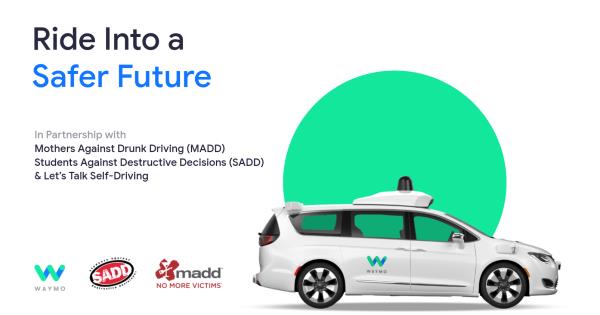 Ride Into a
Safer Future
In Partnership with
Mothers Against Drunk Driving (MADD)
Students Against Destructive Decisions (SADD)
& Let's Talk Self-Driving
WAYMO
WAYMO
SADD
madd
NO MORE VICTIMS